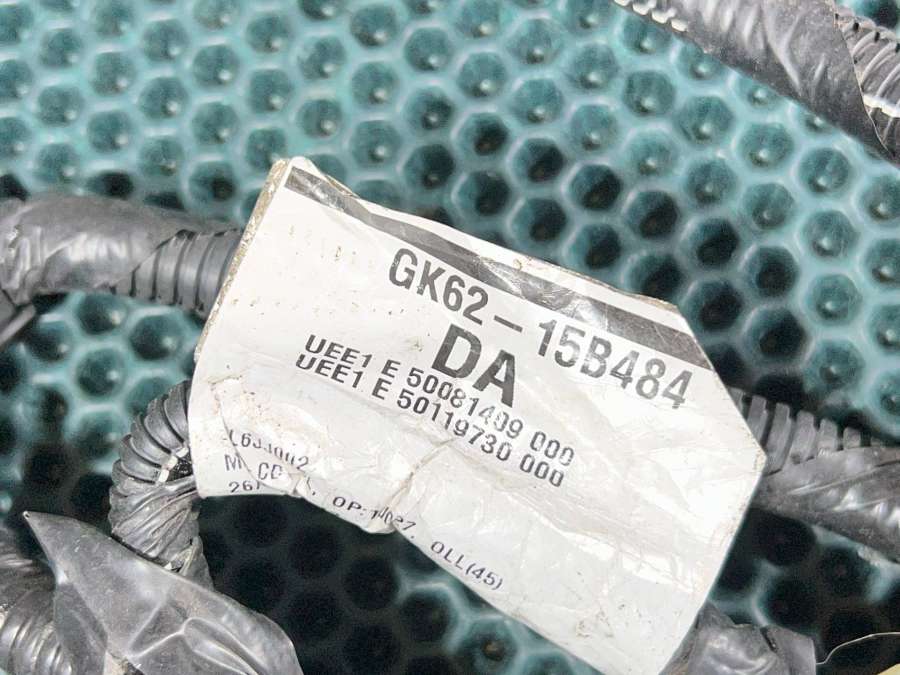 GK62-15B484
DA
UEE1 E 50081409 000
UEE1 E 50119730 000
OLL(45)